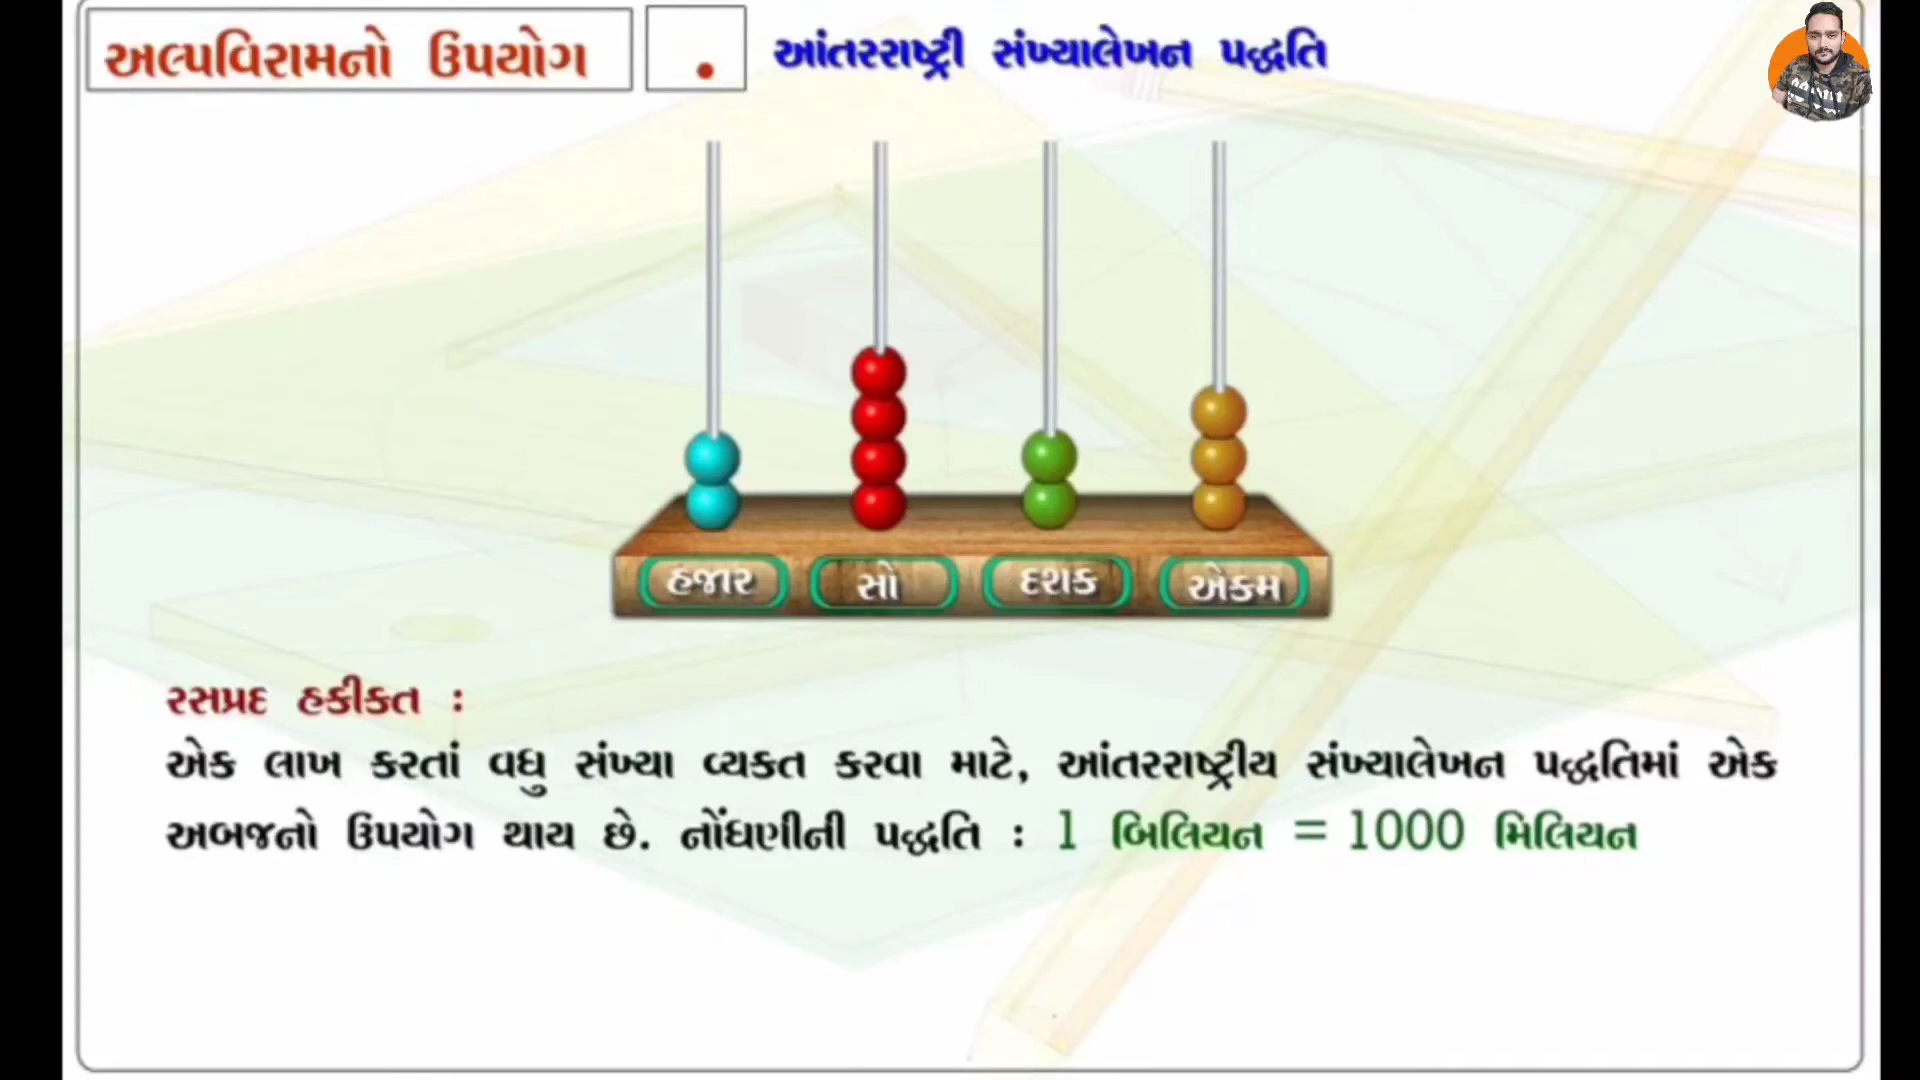 અલ્પવિરામનો ઉપયોગ . આંતરરાષ્ટ્રી સંખ્યાલેખન પદ્ધતિ
હજાર સો દશક એકમ
રસપ્રદ હકીકત :
એક લાખ કરતાં વધુ સંખ્યા વ્યકત કરવા માટે, આંતરરાષ્ટ્રીય સંખ્યાલેખન પદ્ધતિમાં એક
અબજનો ઉપયોગ થાય છે. નોંધણીની પદ્ધતિ : 1 બિલિયન = 1000 મિલિયન